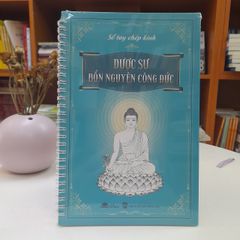 Sổ tay chép kinh
DƯỢC SƯ
BỔN NGUYỆN CÔNG ĐỨC